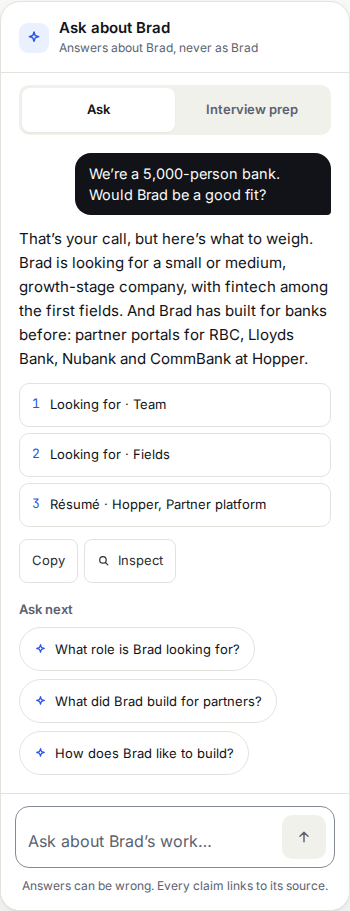 Ask about Brad
Answers about Brad, never as Brad
Ask
Interview prep
We’re a 5,000-person bank.
Would Brad be a good fit?
That’s your call, but here’s what to weigh.
Brad is looking for a small or medium,
growth-stage company, with fintech among
the first fields. And Brad has built for banks
before: partner portals for RBC, Lloyds
Bank, Nubank and CommBank at Hopper.
1 Looking for · Team
2 Looking for · Fields
3 Résumé · Hopper, Partner platform
Copy
Inspect
Ask next
What role is Brad looking for?
What did Brad build for partners?
How does Brad like to build?
Ask about Brad’s work…
Answers can be wrong. Every claim links to its source.